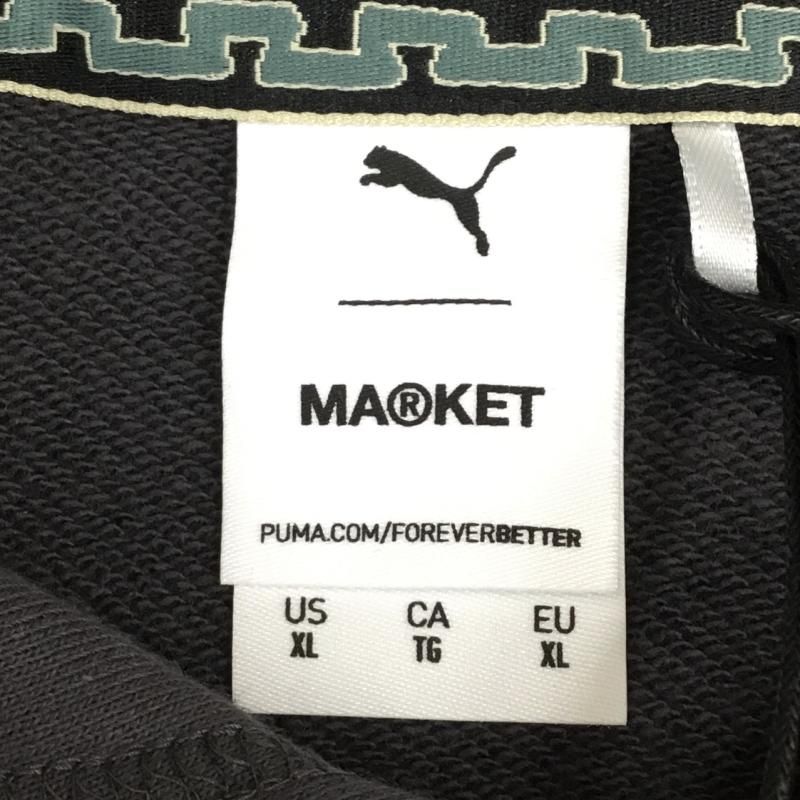 MA®KET
PUMA.COM/FOREVERBETTER
US CA EU
XL TG XL